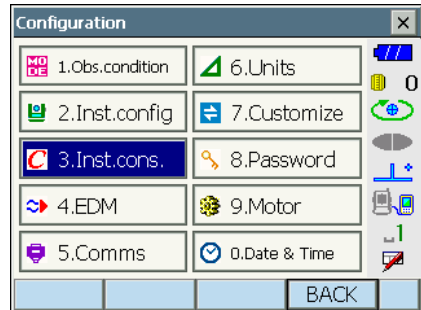 Configuration
MODE 1.Obs.condition
2.Inst.config
C 3.Inst.cons.
4.EDM
5.Comms
6.Units
7.Customize
8.Password
9.Motor
0.Date & Time
0
1
BACK